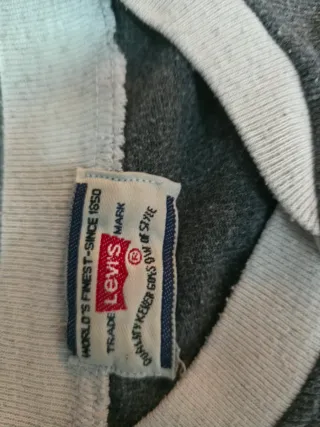 WORLD'S FINEST-SINCE 1850
TRADE LEVI'S ® MARK
QUALITY NEVER GOES OUT OF STYLE